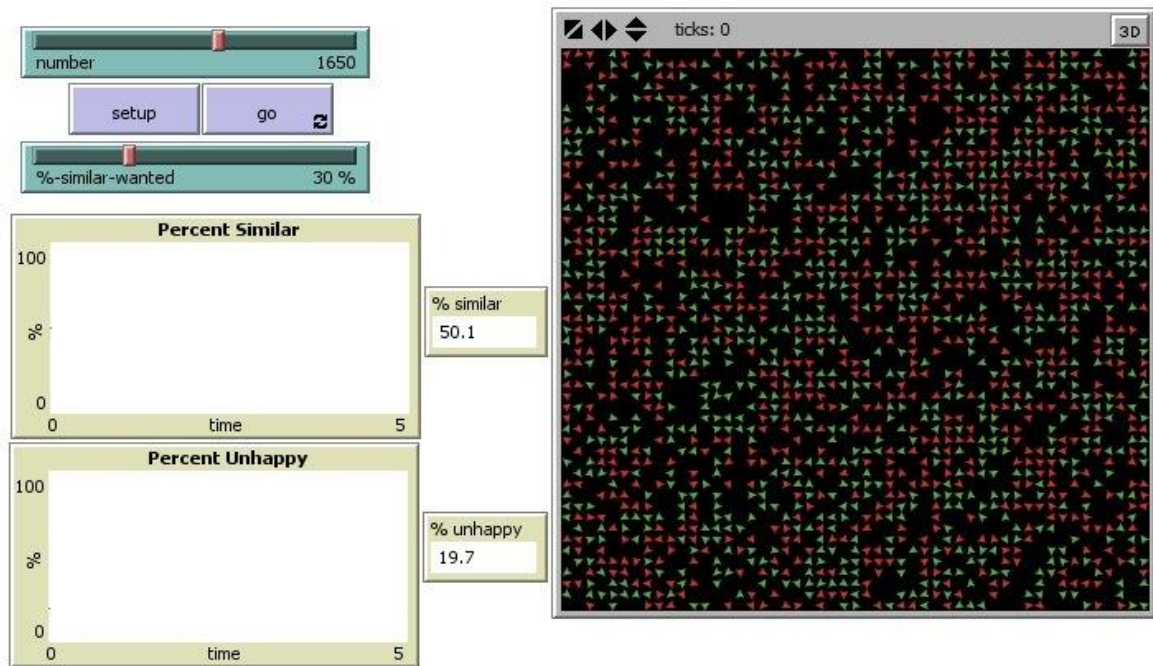 number 1650
setup go
%-similar-wanted 30 %
Percent Similar
100
%
0
0 time 5
% similar
50.1
Percent Unhappy
100
%
0
0 time 5
% unhappy
19.7
ticks: 0 3D